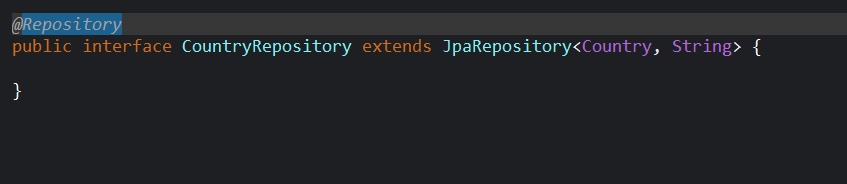 @Repository
public interface CountryRepository extends JpaRepository<Country, String> {
}